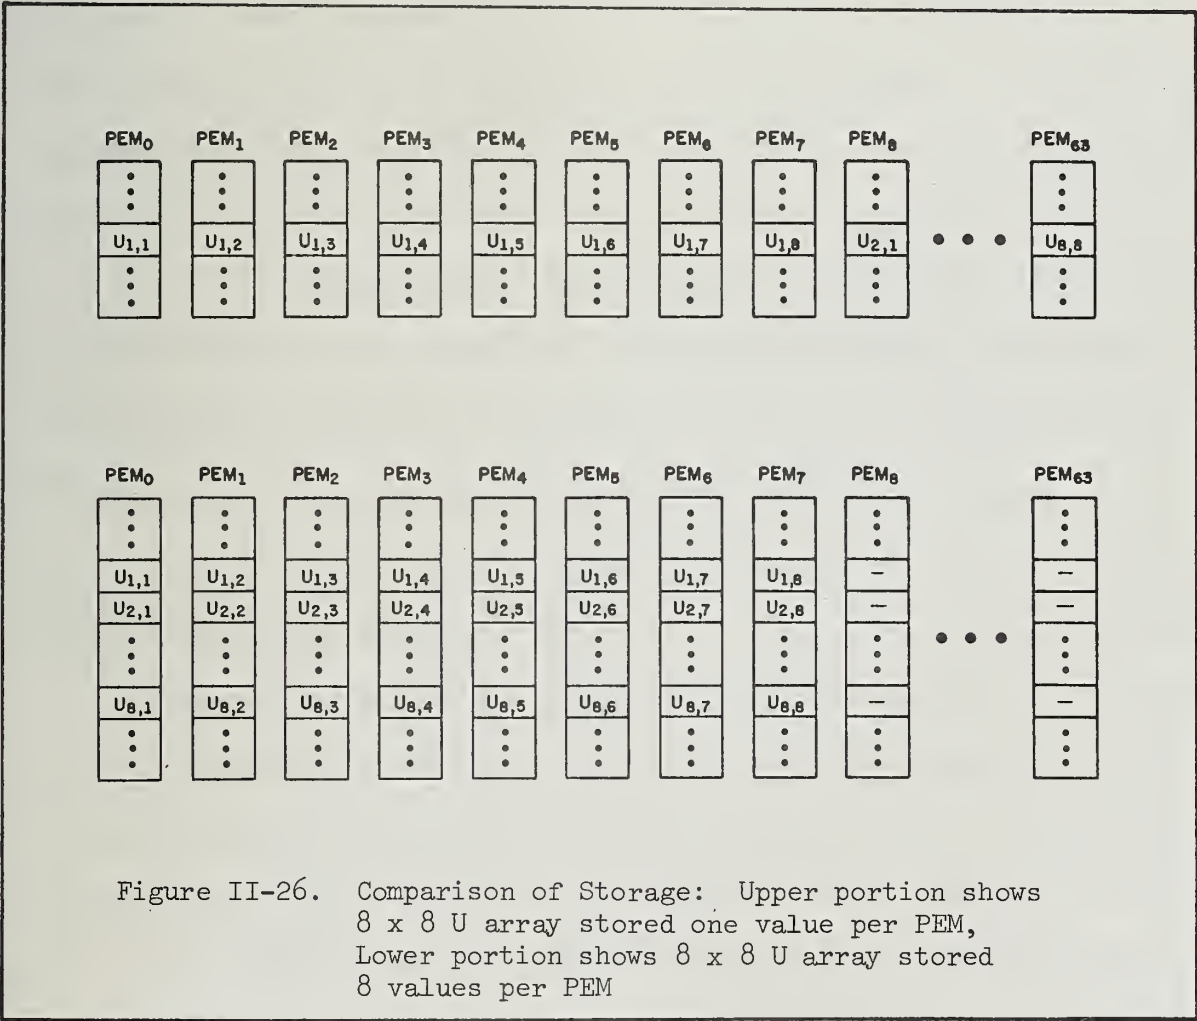 PEM₀ PEM₁ PEM₂ PEM₃ PEM₄ PEM₅ PEM₆ PEM₇ PEM₈ PEM₆₃
U₁,₁ U₁,₂ U₁,₃ U₁,₄ U₁,₅ U₁,₆ U₁,₇ U₁,₈ U₂,₁ • • • U₈,₈
PEM₀ PEM₁ PEM₂ PEM₃ PEM₄ PEM₅ PEM₆ PEM₇ PEM₈ PEM₆₃
U₁,₁ U₁,₂ U₁,₃ U₁,₄ U₁,₅ U₁,₆ U₁,₇ U₁,₈ – –
U₂,₁ U₂,₂ U₂,₃ U₂,₄ U₂,₅ U₂,₆ U₂,₇ U₂,₈ – –
• • •
U₈,₁ U₈,₂ U₈,₃ U₈,₄ U₈,₅ U₈,₆ U₈,₇ U₈,₈ – –
Figure II-26. Comparison of Storage: Upper portion shows
8 x 8 U array stored one value per PEM,
Lower portion shows 8 x 8 U array stored
8 values per PEM